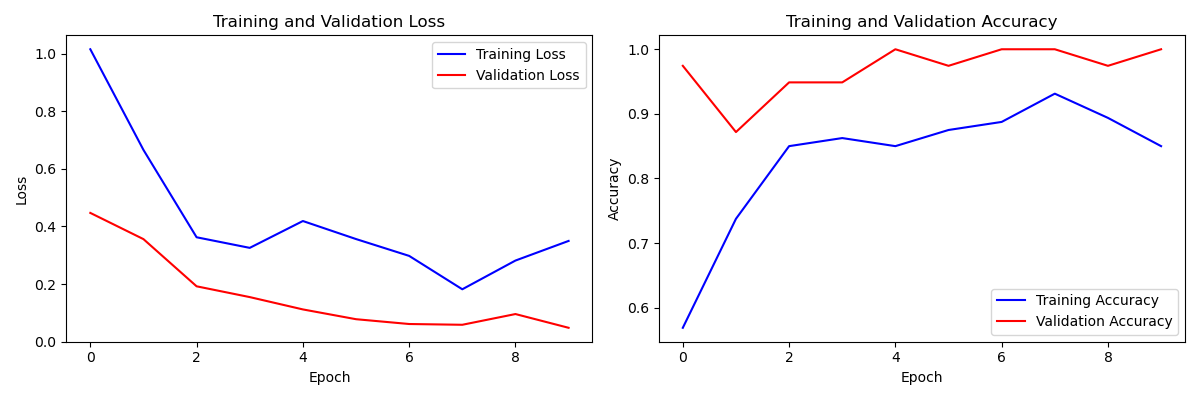 Training and Validation Loss
Training Loss
Validation Loss
1.0
0.8
0.6
0.4
0.2
0.0
Loss
0 2 4 6 8
Epoch
Training and Validation Accuracy
1.0
0.9
0.8
0.7
0.6
Accuracy
Training Accuracy
Validation Accuracy
0 2 4 6 8
Epoch